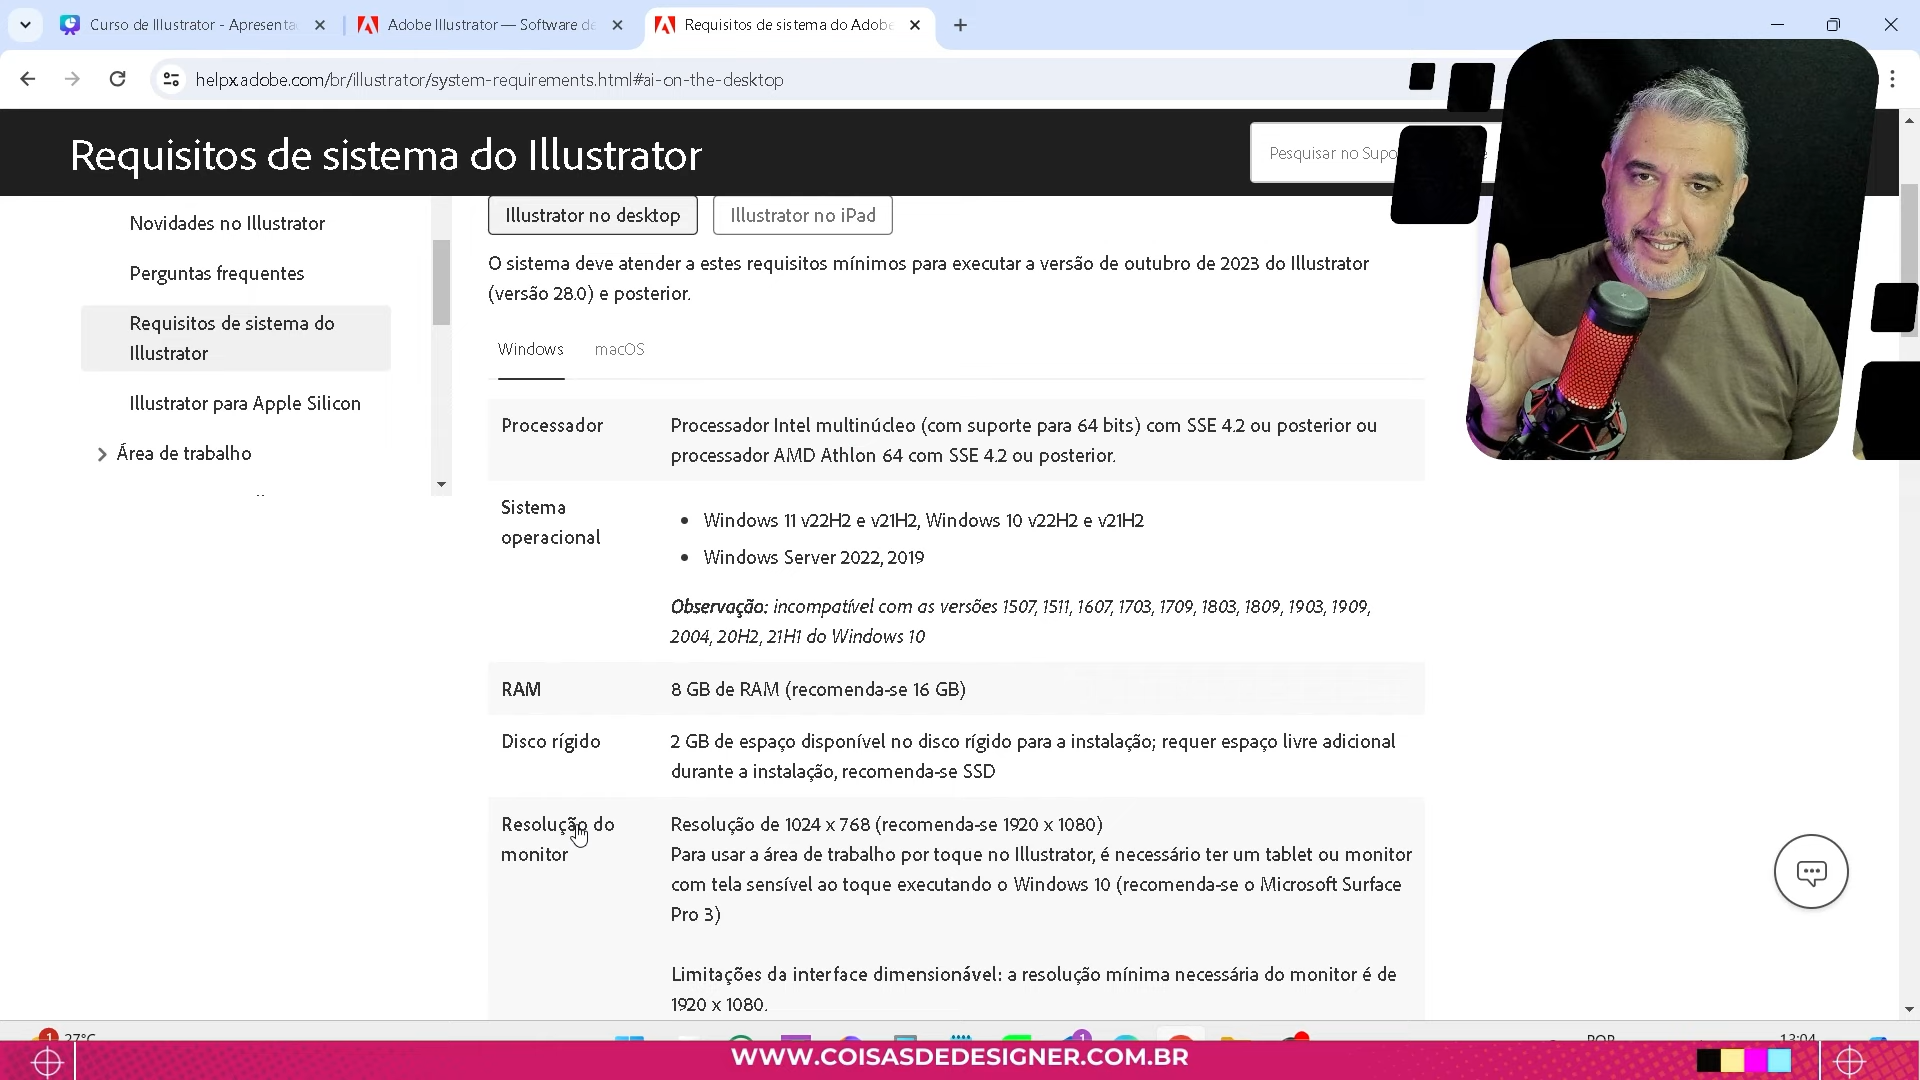 Curso de Illustrator - Apresenta
Adobe Illustrator — Software de
Requisitos de sistema do Adobe
helpx.adobe.com/br/illustrator/system-requirements.html#ai-on-the-desktop
Requisitos de sistema do Illustrator
Pesquisar no Supo
Novidades no Illustrator
Perguntas frequentes
Requisitos de sistema do
Illustrator
Illustrator para Apple Silicon
Área de trabalho
Illustrator no desktop
Illustrator no iPad
O sistema deve atender a estes requisitos mínimos para executar a versão de outubro de 2023 do Illustrator
(versão 28.0) e posterior.
Windows
macOS
Processador
Processador Intel multinúcleo (com suporte para 64 bits) com SSE 4.2 ou posterior ou
processador AMD Athlon 64 com SSE 4.2 ou posterior.
Sistema
operacional
• Windows 11 v22H2 e v21H2, Windows 10 v22H2 e v21H2
• Windows Server 2022, 2019
Observação: incompatível com as versões 1507, 1511, 1607, 1703, 1709, 1803, 1809, 1903, 1909,
2004, 20H2, 21H1 do Windows 10
RAM
8 GB de RAM (recomenda-se 16 GB)
Disco rígido
2 GB de espaço disponível no disco rígido para a instalação; requer espaço livre adicional
durante a instalação, recomenda-se SSD
Resolução do
monitor
Resolução de 1024 x 768 (recomenda-se 1920 x 1080)
Para usar a área de trabalho por toque no Illustrator, é necessário ter um tablet ou monitor
com tela sensível ao toque executando o Windows 10 (recomenda-se o Microsoft Surface
Pro 3)
Limitações da interface dimensionável: a resolução mínima necessária do monitor é de
1920 x 1080.
1
27°C
1
POR
13:04
WWW.COISASDEDESIGNER.COM.BR